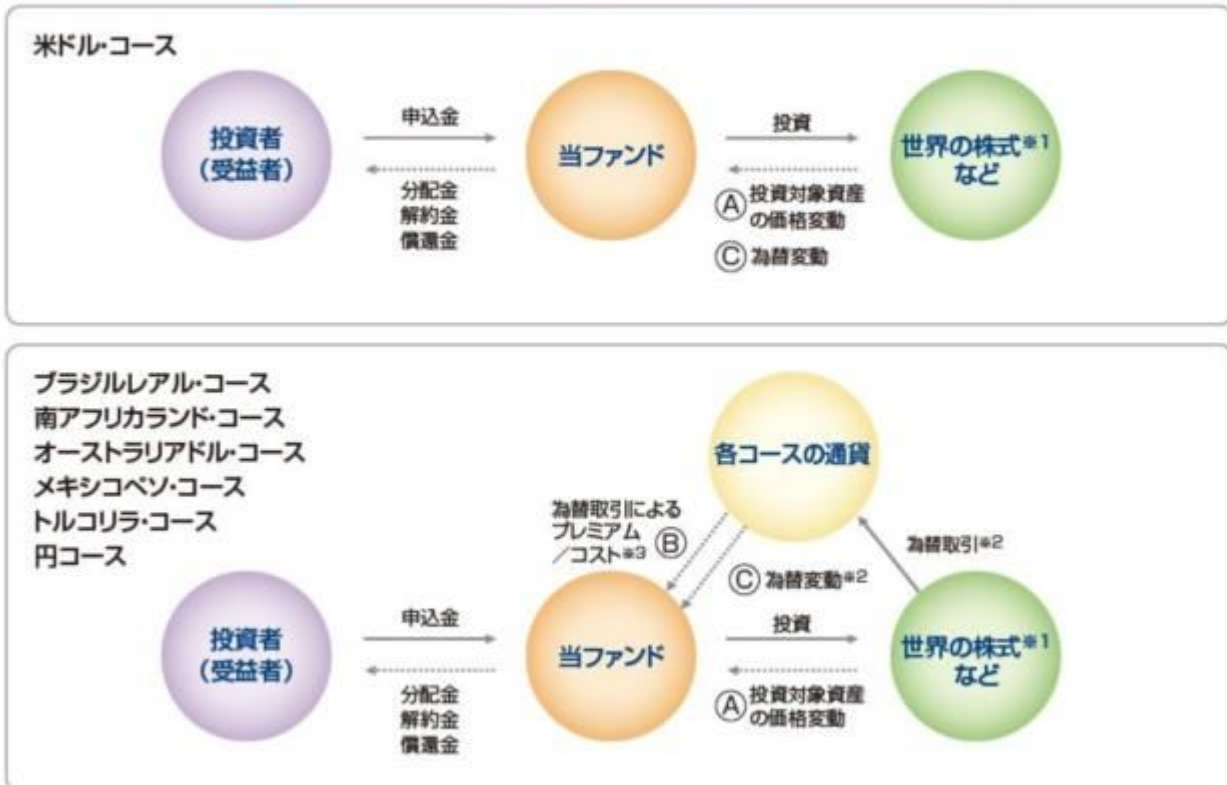 米ドル・コース
投資者
（受益者）
申込金
分配金
解約金
償還金
当ファンド
投資
Ⓐ 投資対象資産
の価格変動
Ⓒ 為替変動
世界の株式※1
など
ブラジルレアル・コース
南アフリカランド・コース
オーストラリアドル・コース
メキシコペソ・コース
トルコリラ・コース
円コース
各コースの通貨
為替取引による
プレミアム
／コスト※3 Ⓑ
Ⓒ 為替変動※2
為替取引※2
投資者
（受益者）
申込金
分配金
解約金
償還金
当ファンド
投資
Ⓐ 投資対象資産
の価格変動
世界の株式※1
など